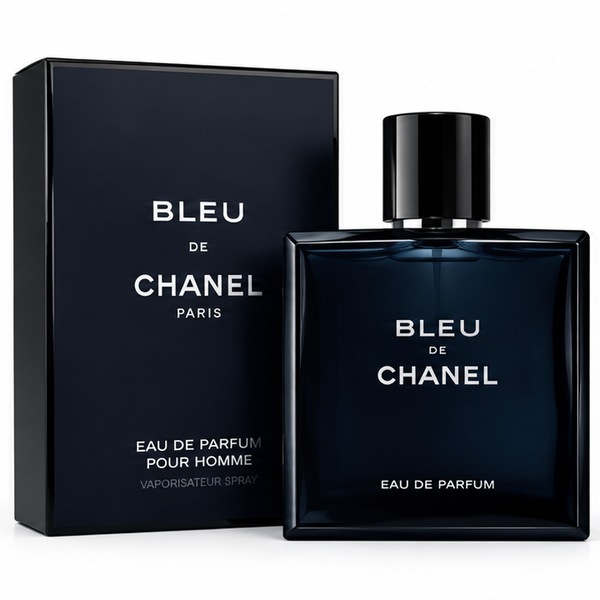 BLEU
DE
CHANEL
PARIS
EAU DE PARFUM
POUR HOMME
VAPORISATEUR SPRAY
BLEU
DE
CHANEL
EAU DE PARFUM